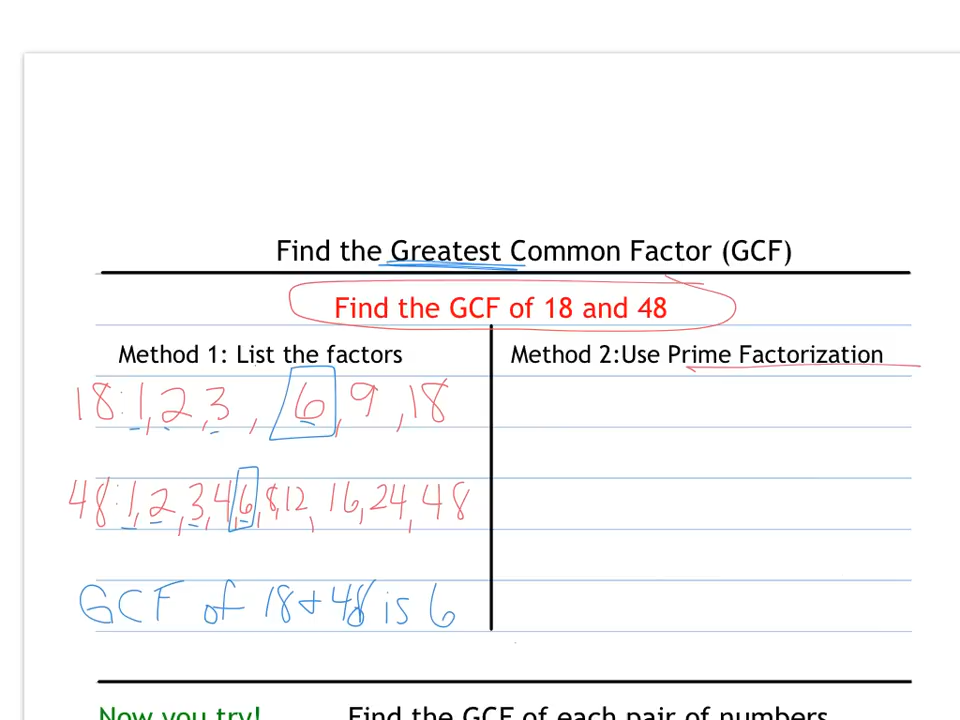 Find the Greatest Common Factor (GCF)
Find the GCF of 18 and 48
Method 1: List the factors
Method 2:Use Prime Factorization
18: 1, 2, 3, 6, 9, 18
48: 1, 2, 3, 4, 6, 8, 12, 16, 24, 48
GCF of 18 + 48 is 6
Now you try! Find the GCF of each pair of numbers